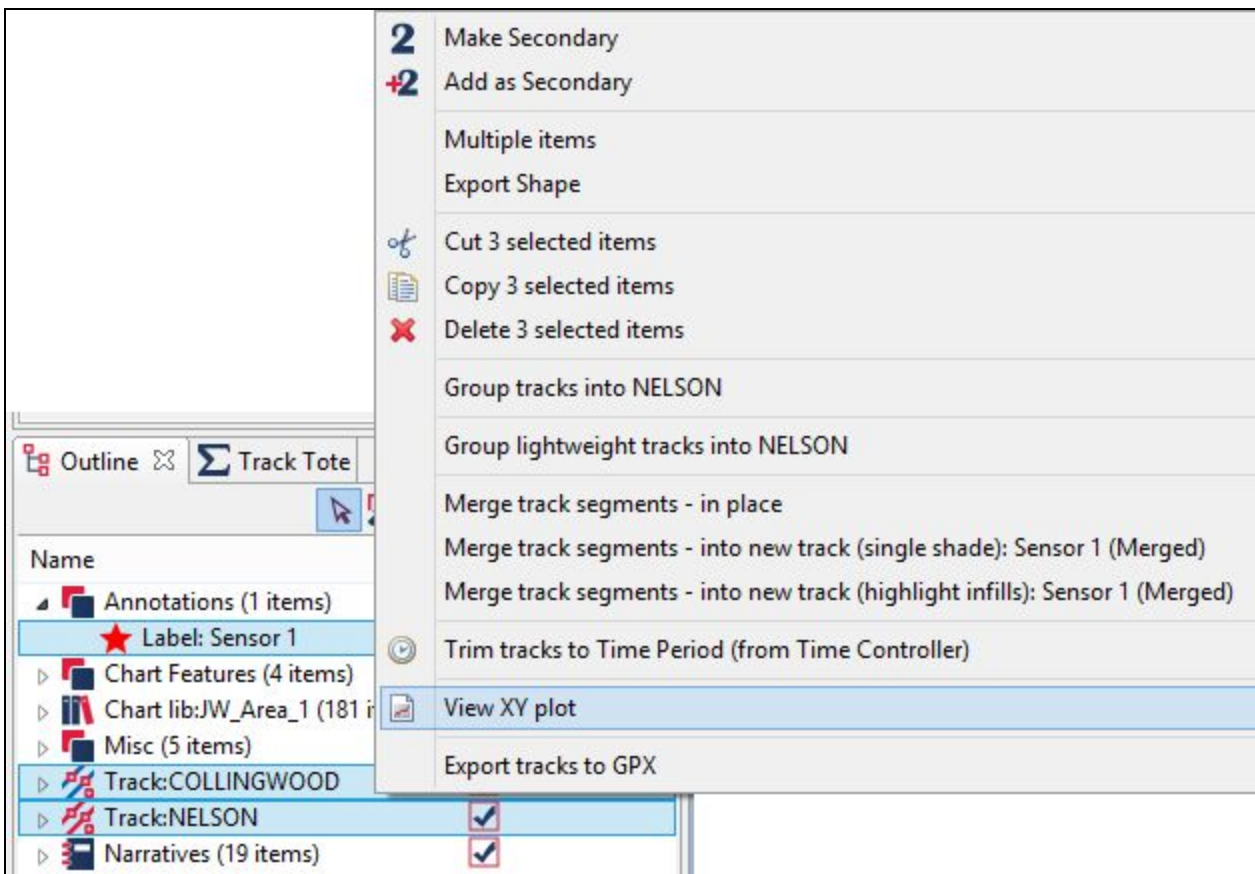 2 Make Secondary
+2 Add as Secondary
Multiple items
Export Shape
Cut 3 selected items
Copy 3 selected items
Delete 3 selected items
Group tracks into NELSON
Group lightweight tracks into NELSON
Merge track segments - in place
Merge track segments - into new track (single shade): Sensor 1 (Merged)
Merge track segments - into new track (highlight infills): Sensor 1 (Merged)
Trim tracks to Time Period (from Time Controller)
View XY plot
Export tracks to GPX
Outline Σ Track Tote
Name
Annotations (1 items)
Label: Sensor 1
Chart Features (4 items)
Chart lib:JW_Area_1 (181 i
Misc (5 items)
Track:COLLINGWOOD
Track:NELSON
Narratives (19 items)